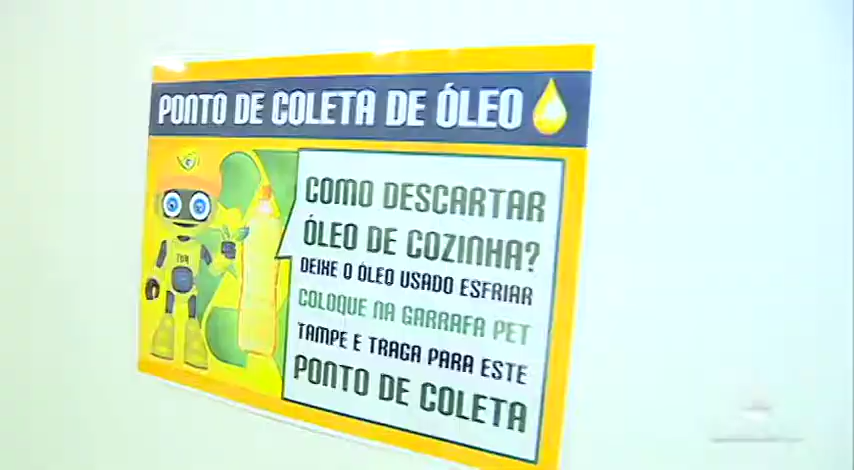 PONTO DE COLETA DE ÓLEO
COMO DESCARTAR
ÓLEO DE COZINHA?
DEIXE O ÓLEO USADO ESFRIAR
COLOQUE NA GARRAFA PET
TAMPE E TRAGA PARA ESTE
PONTO DE COLETA